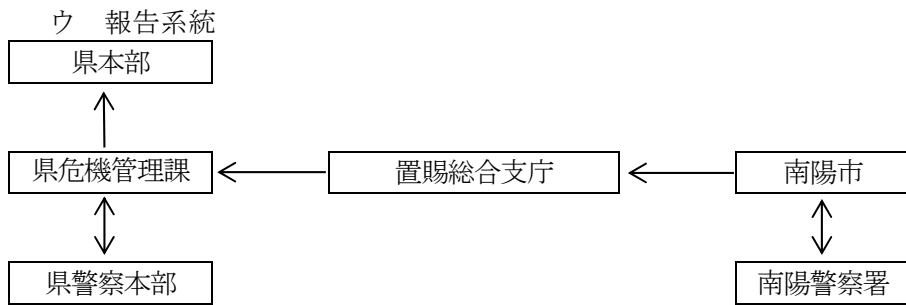 ウ　報告系統
県本部
県危機管理課
置賜総合支庁
南陽市
県警察本部
南陽警察署